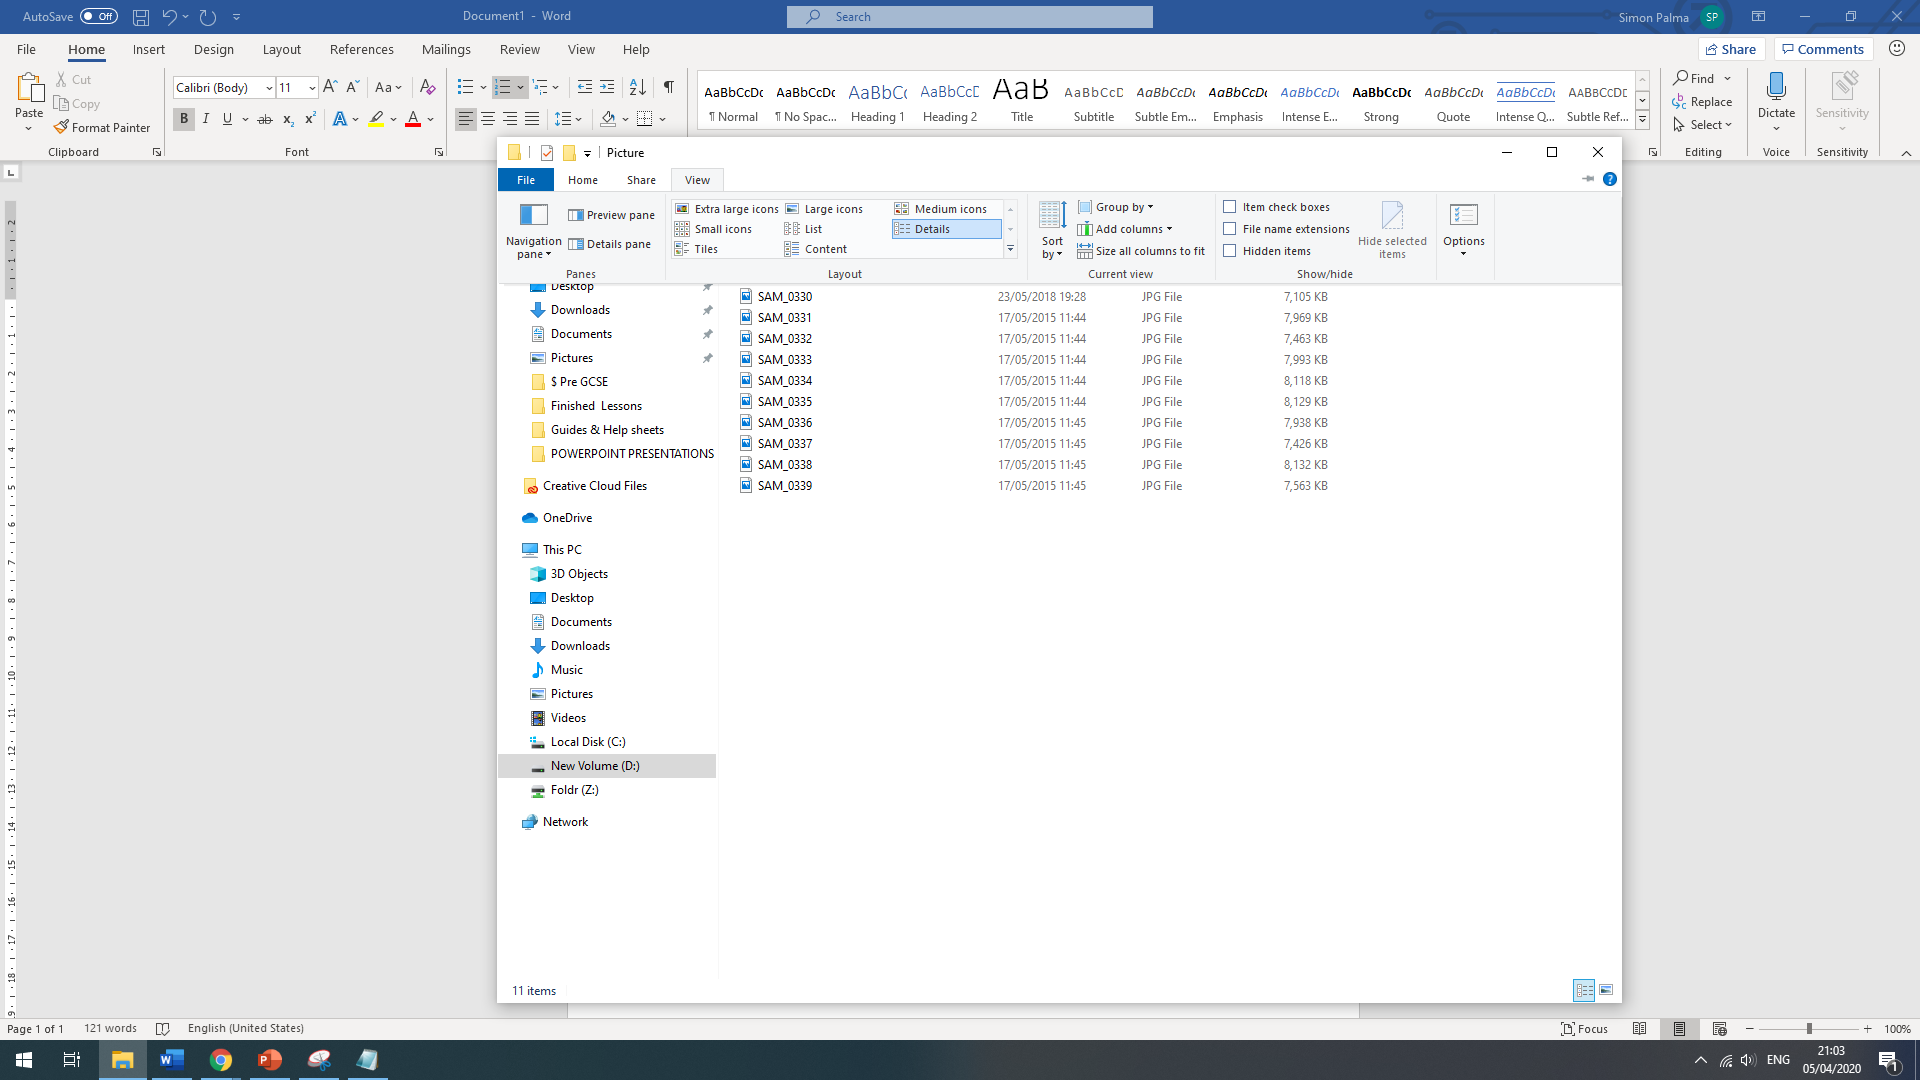 AutoSave Off Document1 - Word Search Simon Palma SP
File Home Insert Design Layout References Mailings Review View Help Share Comments
Paste Cut Copy Format Painter Clipboard
Calibri (Body) 11 Aa B I U ab x₂ x² A A Font
AaBbCcDc ¶ Normal
AaBbCcDc ¶ No Spac...
AaBbCc Heading 1
AaBbCcD Heading 2
AaB Title
AaBbCcD Subtitle
AaBbCcDc Subtle Em...
AaBbCcDc Emphasis
AaBbCcDc Intense E...
AaBbCcDc Strong
AaBbCcDc Quote
AaBbCcDc Intense Q...
AABBCCDE Subtle Ref...
Find Replace Select Editing
Dictate Voice
Sensitivity Sensitivity
Picture
File Home Share View
Navigation pane Preview pane Details pane Panes
Extra large icons Large icons Medium icons
Small icons List Details
Tiles Content
Layout
Sort by Group by Add columns Size all columns to fit Current view
Item check boxes
File name extensions
Hidden items
Hide selected items
Show/hide
Options
Desktop
Downloads
Documents
Pictures
$ Pre GCSE
Finished Lessons
Guides & Help sheets
POWERPOINT PRESENTATIONS
Creative Cloud Files
OneDrive
This PC
3D Objects
Desktop
Documents
Downloads
Music
Pictures
Videos
Local Disk (C:)
New Volume (D:)
Foldr (Z:)
Network
SAM_0330 23/05/2018 19:28 JPG File 7,105 KB
SAM_0331 17/05/2015 11:44 JPG File 7,969 KB
SAM_0332 17/05/2015 11:44 JPG File 7,463 KB
SAM_0333 17/05/2015 11:44 JPG File 7,993 KB
SAM_0334 17/05/2015 11:44 JPG File 8,118 KB
SAM_0335 17/05/2015 11:44 JPG File 8,129 KB
SAM_0336 17/05/2015 11:45 JPG File 7,938 KB
SAM_0337 17/05/2015 11:45 JPG File 7,426 KB
SAM_0338 17/05/2015 11:45 JPG File 8,132 KB
SAM_0339 17/05/2015 11:45 JPG File 7,563 KB
11 items
Page 1 of 1 121 words English (United States) Focus 100%
ENG 21:03
05/04/2020 1